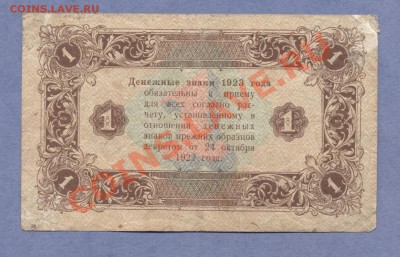 COINS.LAVE.RU
1 1
Денежные знаки 1923 года
обязательны к приему
для всех согласно рас-
чету, установленному в
1 1
отношении денежных
знаков прежних образцов
декретом от 24 октября
1922 года.
1 1
COINS.LAVE.RU